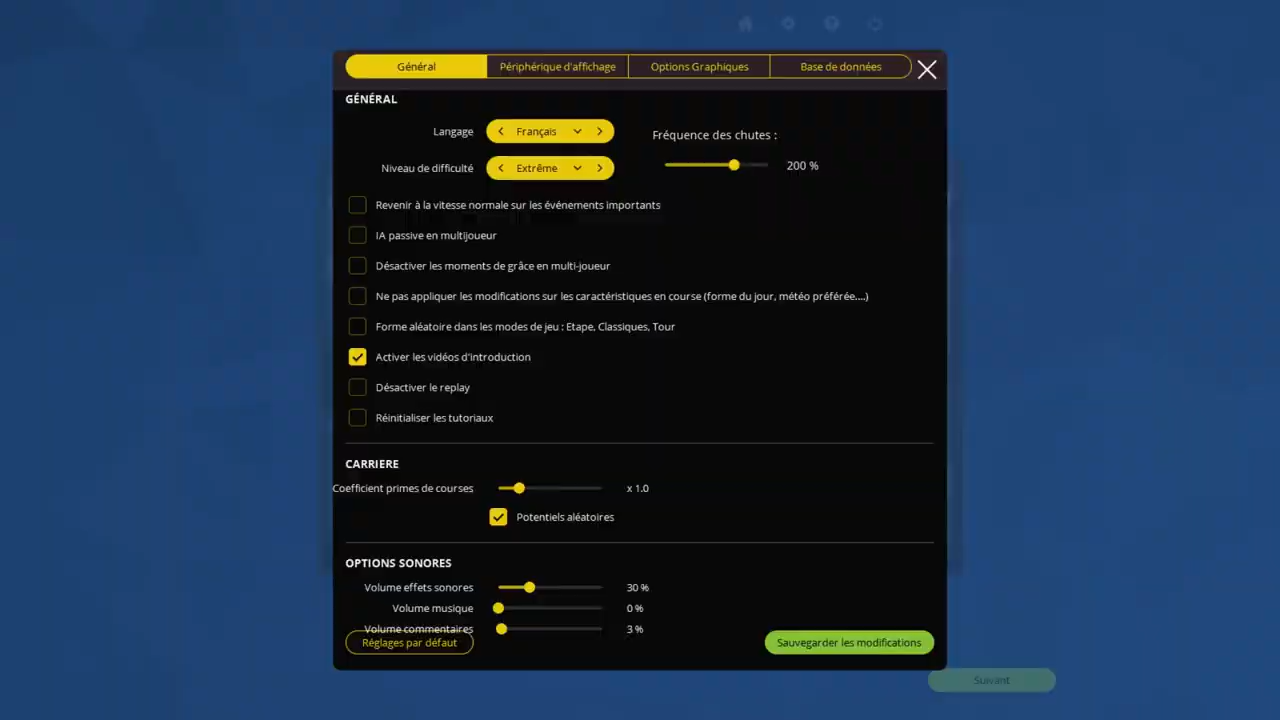 Général
Périphérique d'affichage
Options Graphiques
Base de données
GÉNÉRAL
Langage
Français
Fréquence des chutes :
Niveau de difficulté
Extrême
200 %
Revenir à la vitesse normale sur les événements importants
IA passive en multijoueur
Désactiver les moments de grâce en multi-joueur
Ne pas appliquer les modifications sur les caractéristiques en course (forme du jour, météo préférée....)
Forme aléatoire dans les modes de jeu : Etape, Classiques, Tour
Activer les vidéos d'introduction
Désactiver le replay
Réinitialiser les tutoriaux
CARRIERE
Coefficient primes de courses
x 1.0
Potentiels aléatoires
OPTIONS SONORES
Volume effets sonores
30 %
Volume musique
0 %
Volume commentaires
3 %
Réglages par défaut
Sauvegarder les modifications
Suivant